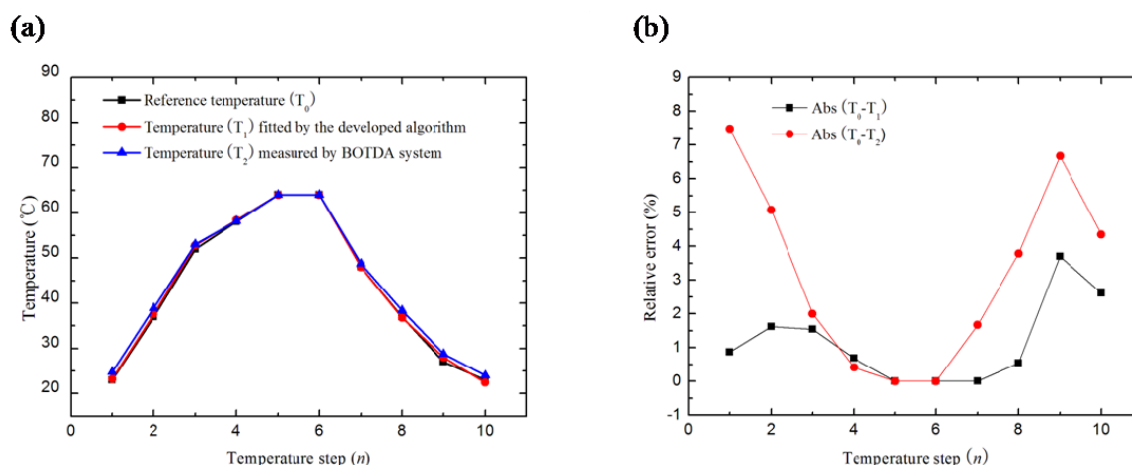 (a)
90
80
70
60
50
40
30
20
0
2
4
6
8
10
Temperature (℃)
Temperature step (n)
Reference temperature (T0)
Temperature (T1) fitted by the developed algorithm
Temperature (T2) measured by BOTDA system
(b)
9
8
7
6
5
4
3
2
1
0
-1
0
2
4
6
8
10
Relative error (%)
Temperature step (n)
Abs (T0-T1)
Abs (T0-T2)